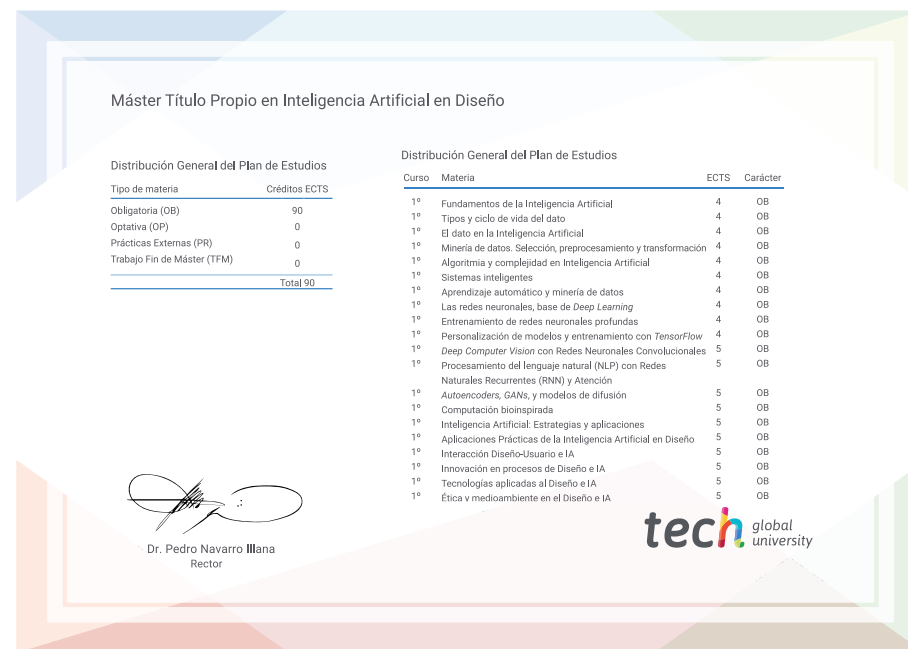 Máster Título Propio en Inteligencia Artificial en Diseño
Distribución General del Plan de Estudios
Tipo de materia Créditos ECTS
Obligatoria (OB) 90
Optativa (OP) 0
Prácticas Externas (PR) 0
Trabajo Fin de Máster (TFM) 0
Total 90
Distribución General del Plan de Estudios
Curso Materia ECTS Carácter
1º Fundamentos de la Inteligencia Artificial 4 OB
1º Tipos y ciclo de vida del dato 4 OB
1º El dato en la Inteligencia Artificial 4 OB
1º Minería de datos. Selección, preprocesamiento y transformación 4 OB
1º Algoritmia y complejidad en Inteligencia Artificial 4 OB
1º Sistemas inteligentes 4 OB
1º Aprendizaje automático y minería de datos 4 OB
1º Las redes neuronales, base de Deep Learning 4 OB
1º Entrenamiento de redes neuronales profundas 4 OB
1º Personalización de modelos y entrenamiento con TensorFlow 4 OB
1º Deep Computer Vision con Redes Neuronales Convolucionales 5 OB
1º Procesamiento del lenguaje natural (NLP) con Redes 5 OB
Naturales Recurrentes (RNN) y Atención
1º Autoencoders, GANs, y modelos de difusión 5 OB
1º Computación bioinspirada 5 OB
1º Inteligencia Artificial: Estrategias y aplicaciones 5 OB
1º Aplicaciones Prácticas de la Inteligencia Artificial en Diseño 5 OB
1º Interacción Diseño-Usuario e IA 5 OB
1º Innovación en procesos de Diseño e IA 5 OB
1º Tecnologías aplicadas al Diseño e IA 5 OB
1º Ética y medioambiente en el Diseño e IA 5 OB
Dr. Pedro Navarro Illana
Rector
tech global
university